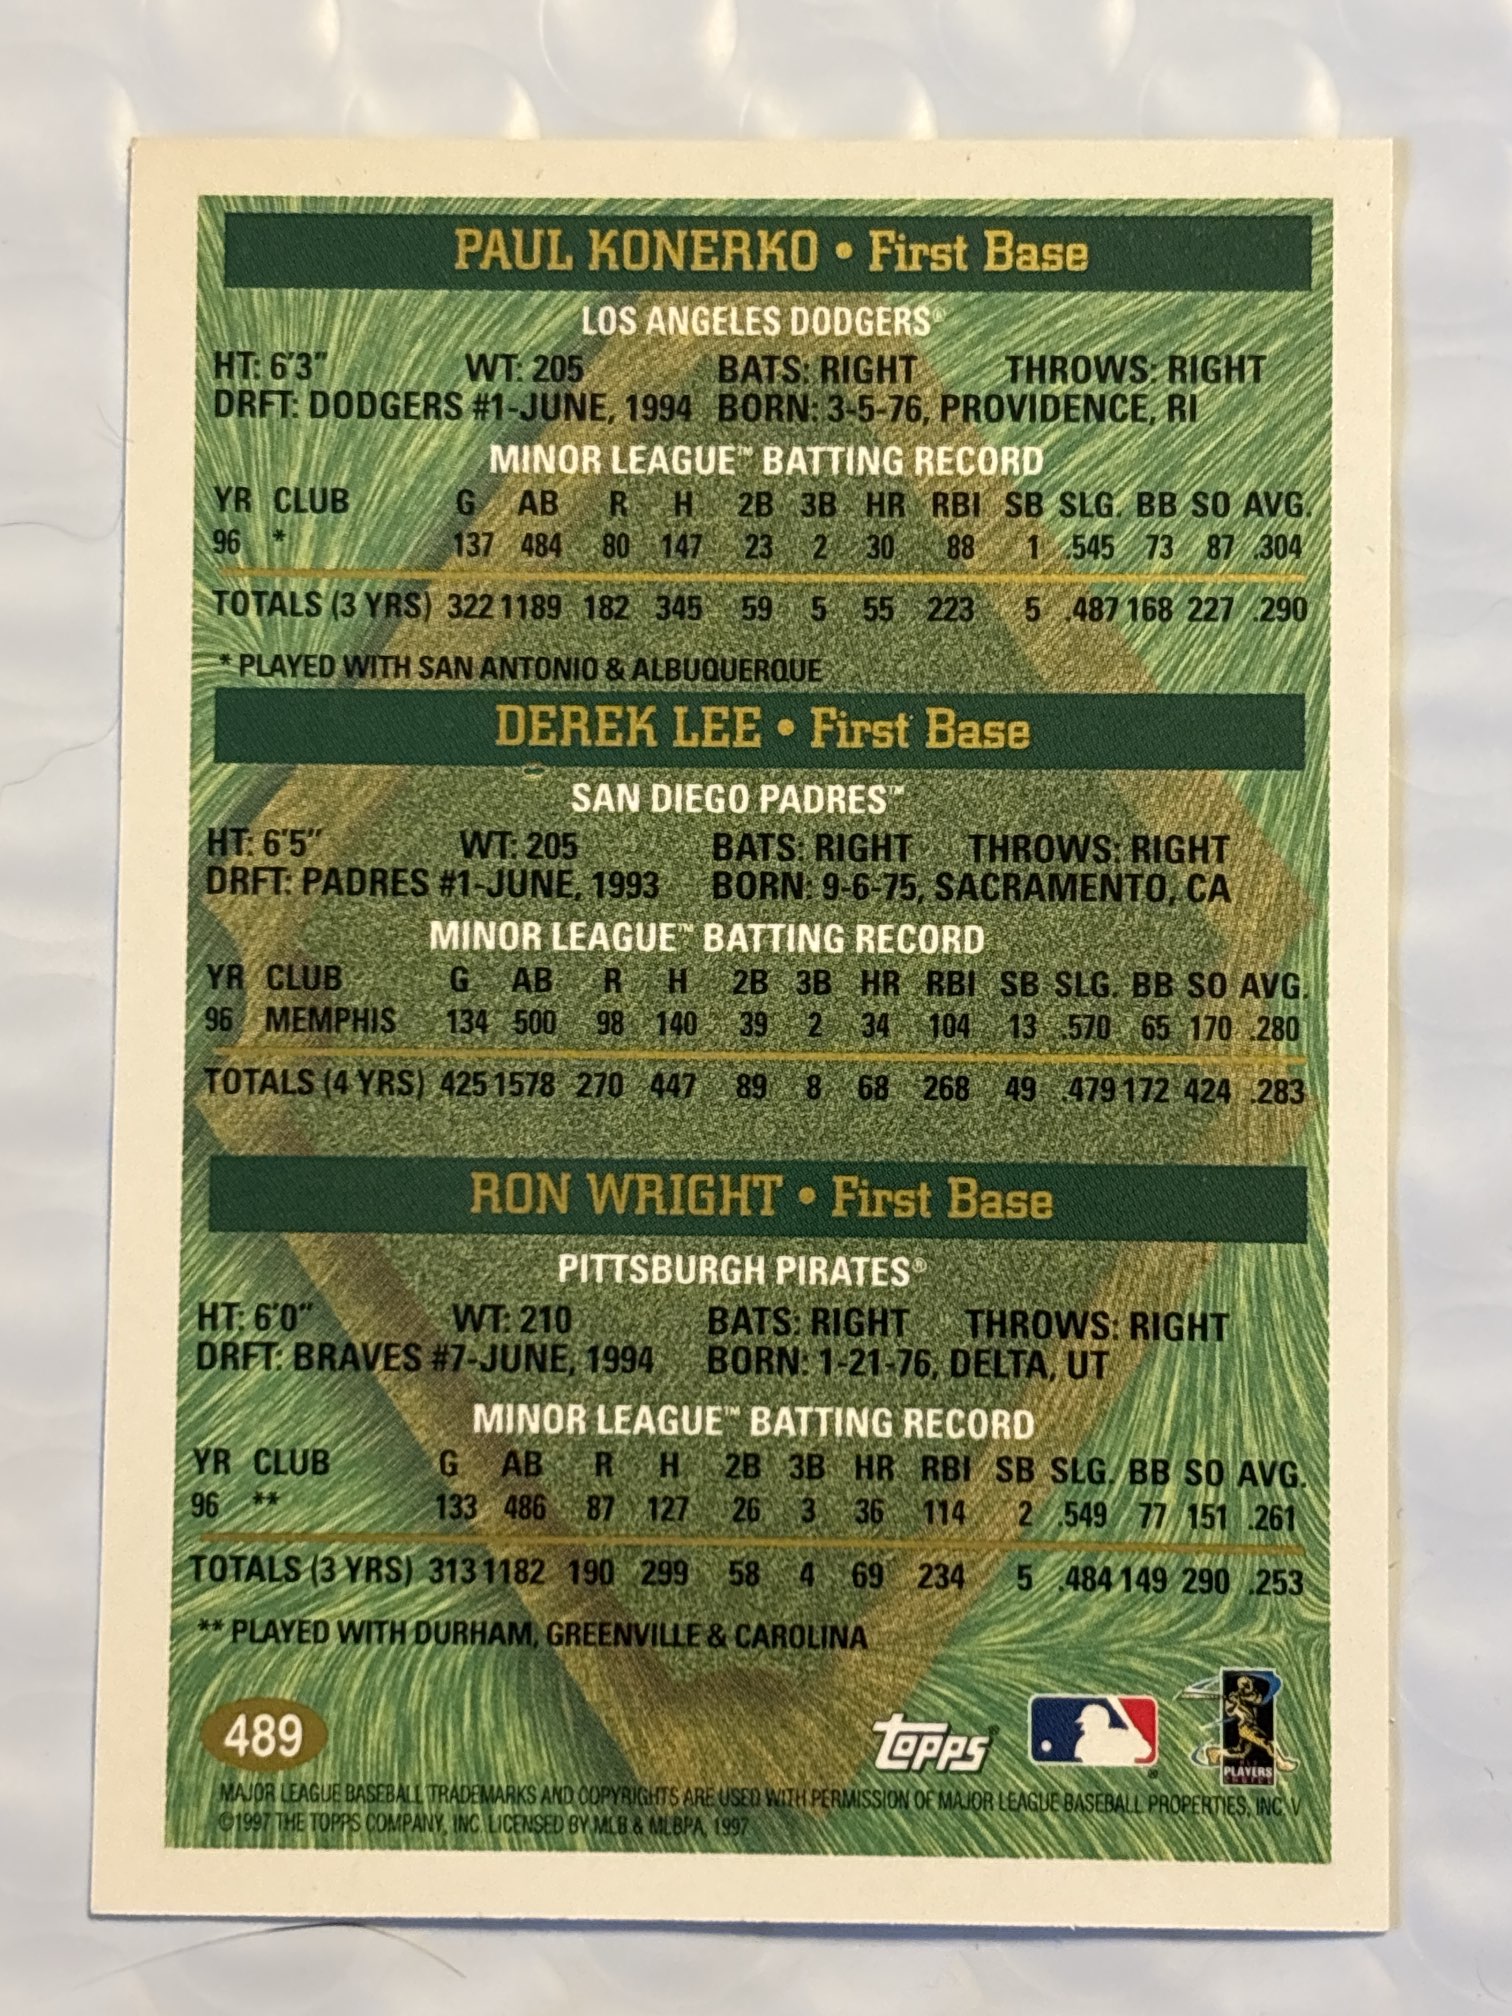 PAUL KONERKO • First Base
LOS ANGELES DODGERS®
HT: 6'3" WT: 205 BATS: RIGHT THROWS: RIGHT
DRFT: DODGERS #1-JUNE, 1994 BORN: 3-5-76, PROVIDENCE, RI
MINOR LEAGUE™ BATTING RECORD
YR CLUB G AB R H 2B 3B HR RBI SB SLG. BB SO AVG.
96 * 137 484 80 147 23 2 30 88 1 .545 73 87 .304
TOTALS (3 YRS) 322 1189 182 345 59 5 55 223 5 .487 168 227 .290
* PLAYED WITH SAN ANTONIO & ALBUQUERQUE
DEREK LEE • First Base
SAN DIEGO PADRES™
HT: 6'5" WT: 205 BATS: RIGHT THROWS: RIGHT
DRFT: PADRES #1-JUNE, 1993 BORN: 9-6-75, SACRAMENTO, CA
MINOR LEAGUE™ BATTING RECORD
YR CLUB G AB R H 2B 3B HR RBI SB SLG. BB SO AVG.
96 MEMPHIS 134 500 98 140 39 2 34 104 13 .570 65 170 .280
TOTALS (4 YRS) 425 1578 270 447 89 8 68 268 49 .479 172 424 .283
RON WRIGHT • First Base
PITTSBURGH PIRATES®
HT: 6'0" WT: 210 BATS: RIGHT THROWS: RIGHT
DRFT: BRAVES #7-JUNE, 1994 BORN: 1-21-76, DELTA, UT
MINOR LEAGUE™ BATTING RECORD
YR CLUB G AB R H 2B 3B HR RBI SB SLG. BB SO AVG.
96 ** 133 486 87 127 26 3 36 114 2 .549 77 151 .261
TOTALS (3 YRS) 313 1182 190 299 58 4 69 234 5 .484 149 290 .253
** PLAYED WITH DURHAM, GREENVILLE & CAROLINA
489
TOPPS®
PLAYERS
CHOICE
MAJOR LEAGUE BASEBALL TRADEMARKS AND COPYRIGHTS ARE USED WITH PERMISSION OF MAJOR LEAGUE BASEBALL PROPERTIES, INC. V
©1997 THE TOPPS COMPANY, INC. LICENSED BY MLB & MLBPA, 1997